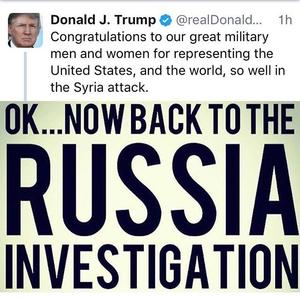 Donald J. Trump @realDonald... 1h
Congratulations to our great military
men and women for representing the
United States, and the world, so well in
the Syria attack.
OK...NOW BACK TO THE
RUSSIA
INVESTIGATION